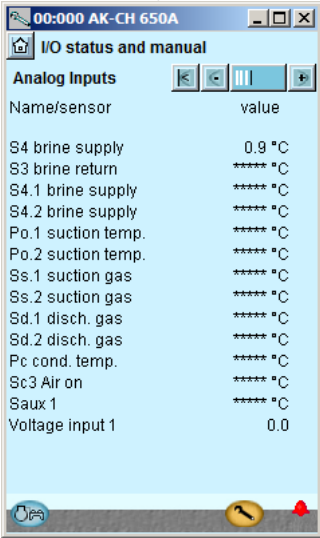 00:000 AK-CH 650A
I/O status and manual
Analog Inputs
Name/sensor value
S4 brine supply 0.9 °C
S3 brine return ***** °C
S4.1 brine supply ***** °C
S4.2 brine supply ***** °C
Po.1 suction temp. ***** °C
Po.2 suction temp. ***** °C
Ss.1 suction gas ***** °C
Ss.2 suction gas ***** °C
Sd.1 disch. gas ***** °C
Sd.2 disch. gas ***** °C
Pc cond. temp. ***** °C
Sc3 Air on ***** °C
Saux 1 ***** °C
Voltage input 1 0.0